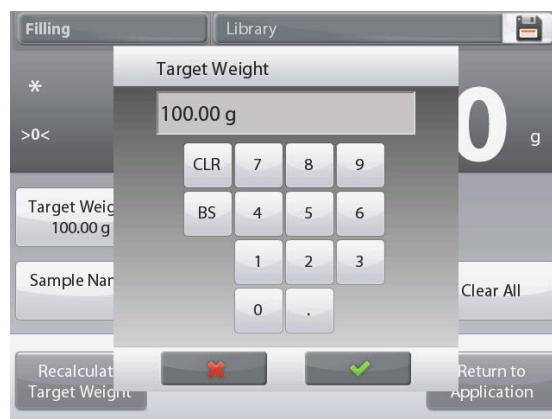 Filling
Library
Target Weight
*
100.00 g
>0<
0 g
CLR 7 8 9
Target Weig
100.00 g
BS 4 5 6
1 2 3
Sample Nar
Clear All
0 .
Recalculat
Target Weight
Return to
Application